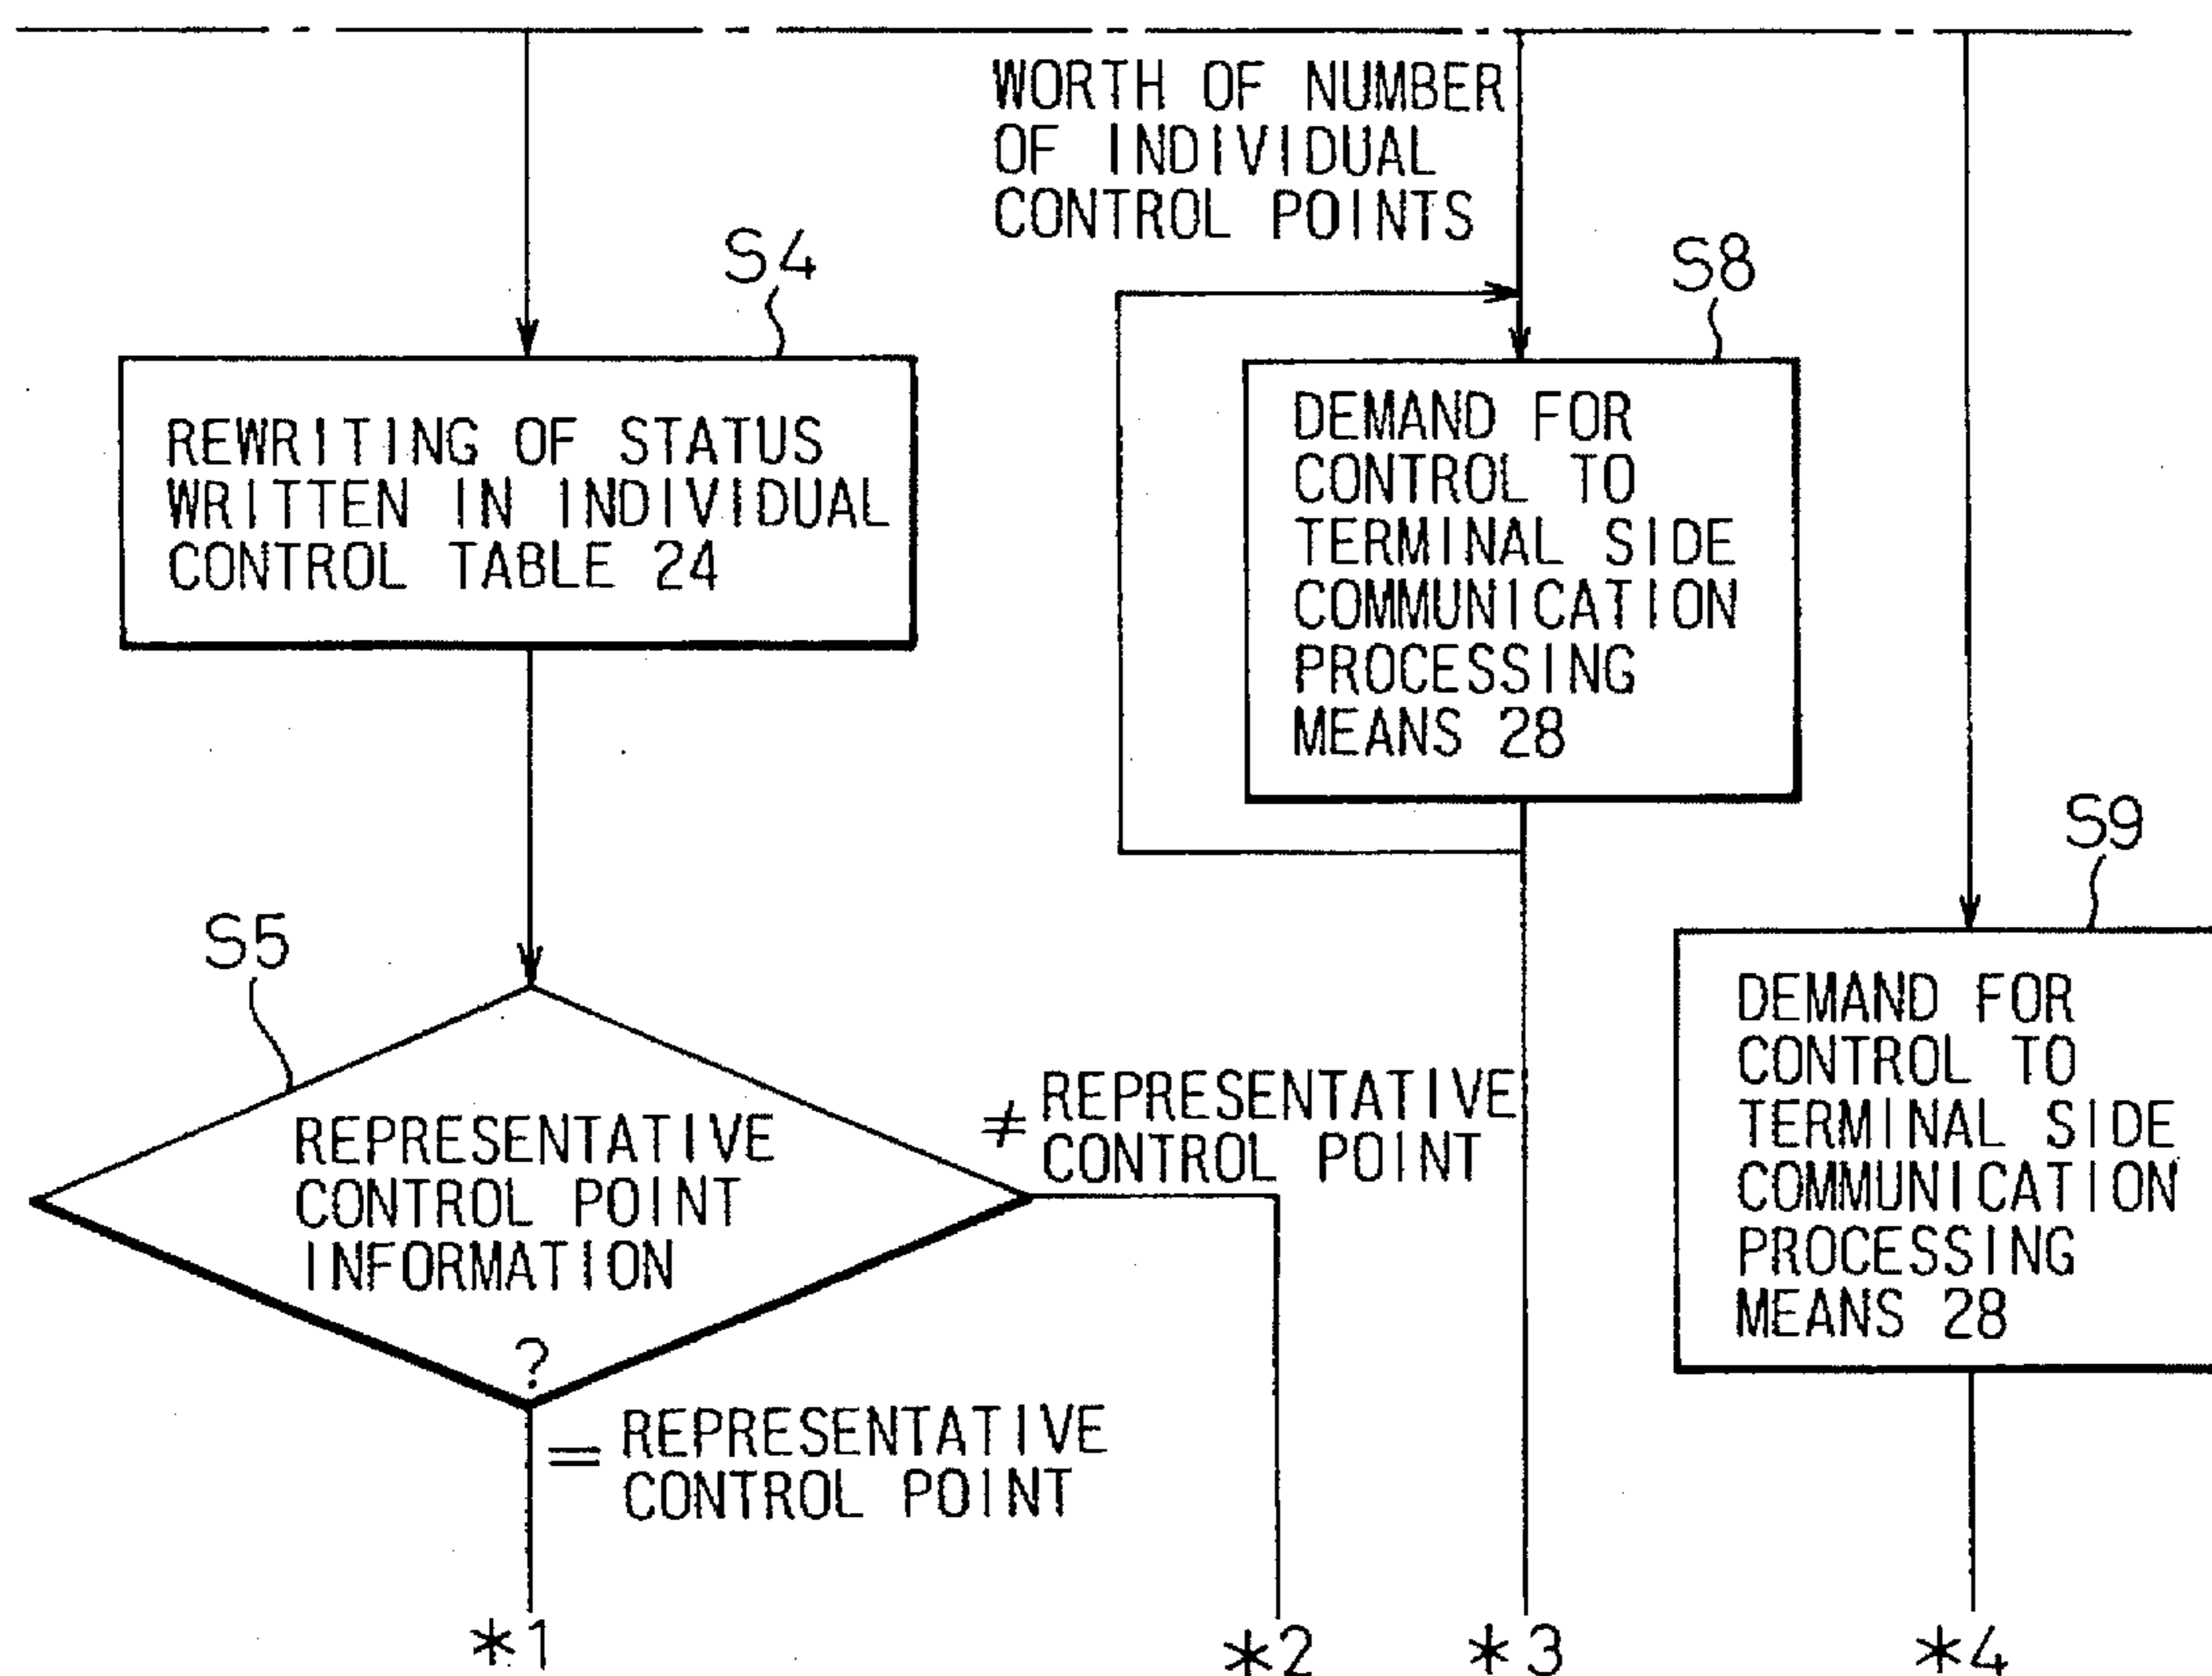 WORTH OF NUMBER
OF INDIVIDUAL
CONTROL POINTS
S4
REWRITING OF STATUS
WRITTEN IN INDIVIDUAL
CONTROL TABLE 24
S8
DEMAND FOR
CONTROL TO
TERMINAL SIDE
COMMUNICATION
PROCESSING
MEANS 28
S9
DEMAND FOR
CONTROL TO
TERMINAL SIDE
COMMUNICATION
PROCESSING
MEANS 28
S5
REPRESENTATIVE
CONTROL POINT
INFORMATION
?
≠ REPRESENTATIVE
CONTROL POINT
= REPRESENTATIVE
CONTROL POINT
*1
*2
*3
*4